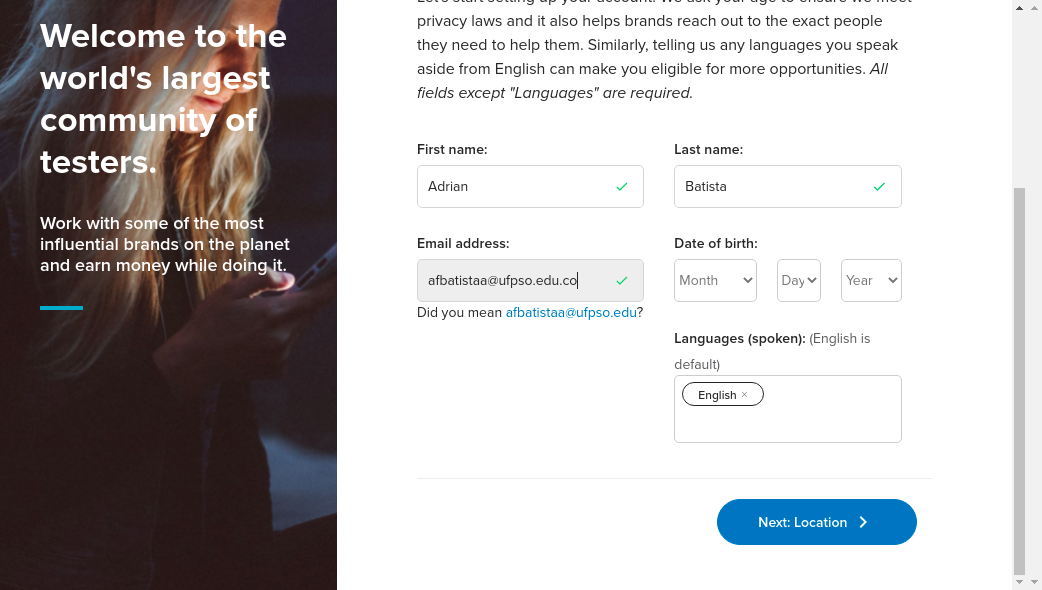 Welcome to the
world's largest
community of
testers.
Work with some of the most
influential brands on the planet
and earn money while doing it.
privacy laws and it also helps brands reach out to the exact people
they need to help them. Similarly, telling us any languages you speak
aside from English can make you eligible for more opportunities. All
fields except "Languages" are required.
First name:
Last name:
Adrian
Batista
Email address:
Date of birth:
afbatistaa@ufpso.edu.co
Month
Day
Year
Did you mean afbatistaa@ufpso.edu?
Languages (spoken): (English is
default)
English ×
Next: Location